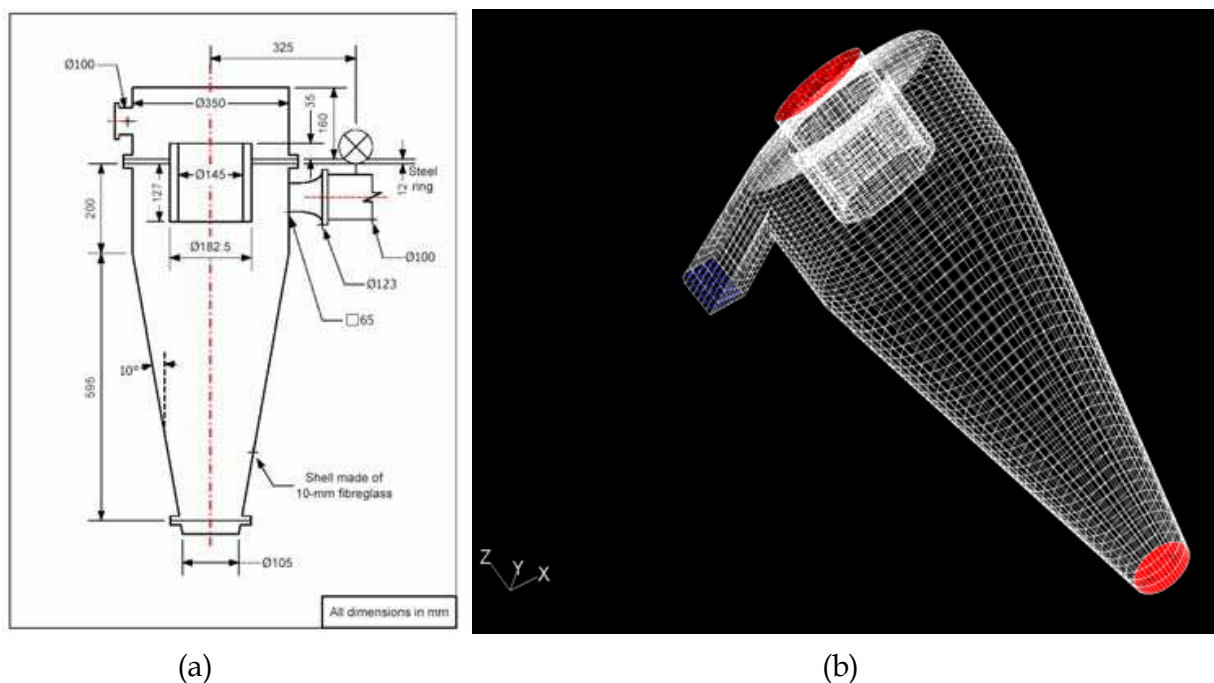 325
Ø100
Ø350
35
160
Steel
ring
12
Ø145
127
200
Ø182.5
Ø100
Ø123
□65
10°
595
Shell made of
10-mm fibreglass
Ø105
All dimensions in mm
Z
Y
X
(a)
(b)